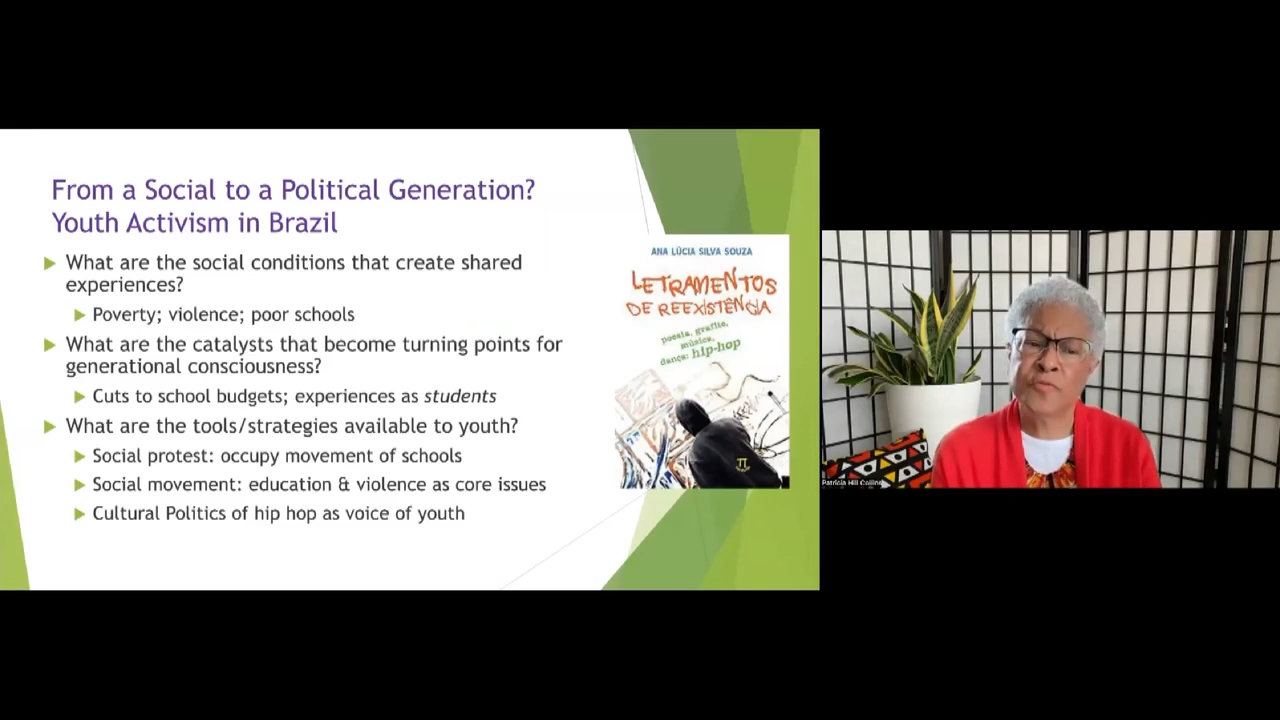 From a Social to a Political Generation?
Youth Activism in Brazil
What are the social conditions that create shared
experiences?
Poverty; violence; poor schools
What are the catalysts that become turning points for
generational consciousness?
Cuts to school budgets; experiences as students
What are the tools/strategies available to youth?
Social protest: occupy movement of schools
Social movement: education & violence as core issues
Cultural Politics of hip hop as voice of youth
ANA LÚCIA SILVA SOUZA
LETRAMENTOS
DE REEXISTÊNCIA
poesia, grafite,
música,
dança: hip-hop
Patricia Hill Collins